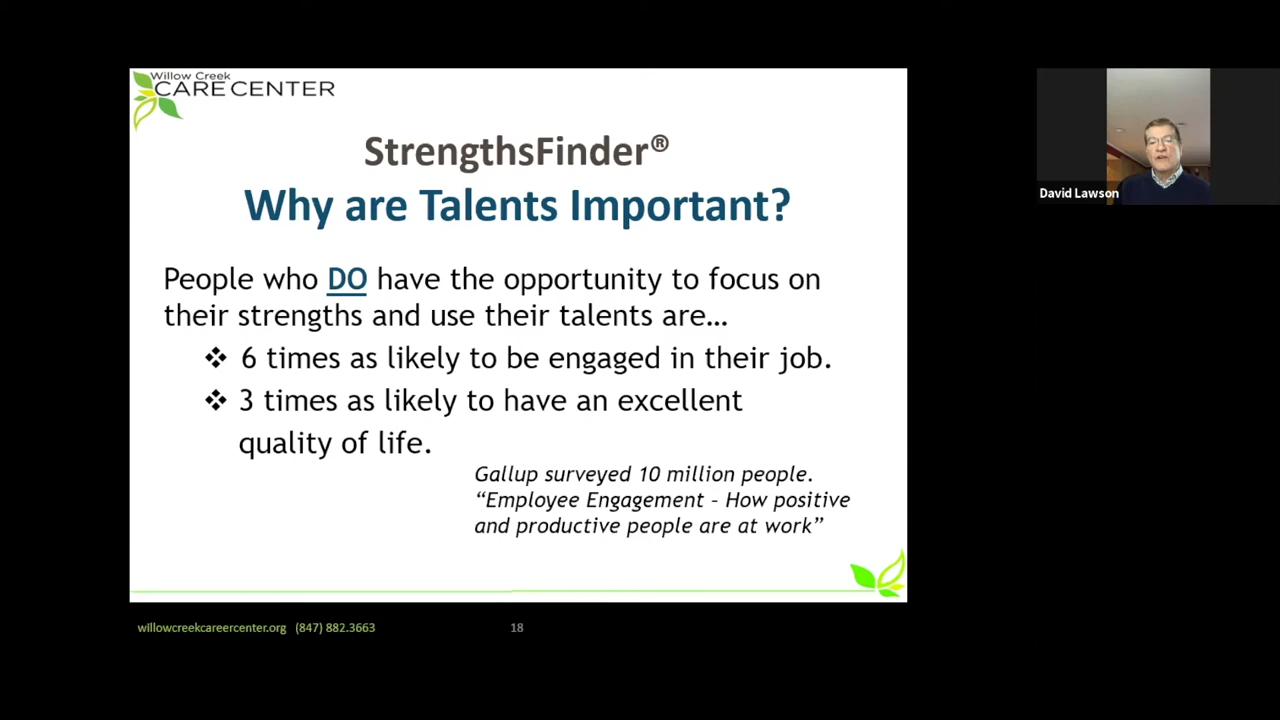 Willow Creek
CARE CENTER
StrengthsFinder®
Why are Talents Important?
People who DO have the opportunity to focus on
their strengths and use their talents are…
❖ 6 times as likely to be engaged in their job.
❖ 3 times as likely to have an excellent
quality of life.
Gallup surveyed 10 million people.
“Employee Engagement – How positive
and productive people are at work”
willowcreekcareercenter.org (847) 882.3663
18
David Lawson